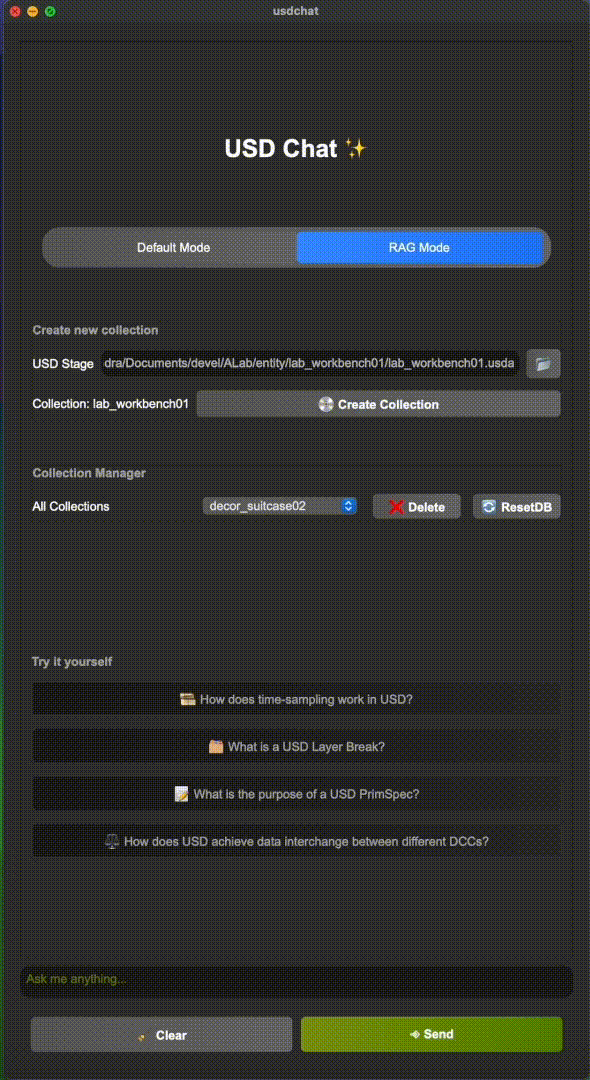 usdchat
USD Chat ✨
Default Mode
RAG Mode
Create new collection
USD Stage dra/Documents/devel/ALab/entity/lab_workbench01/lab_workbench01.usda
Collection: lab_workbench01 Create Collection
Collection Manager
All Collections decor_suitcase02 Delete ResetDB
Try it yourself
How does time-sampling work in USD?
What is a USD Layer Break?
What is the purpose of a USD PrimSpec?
How does USD achieve data interchange between different DCCs?
Ask me anything...
Clear
Send